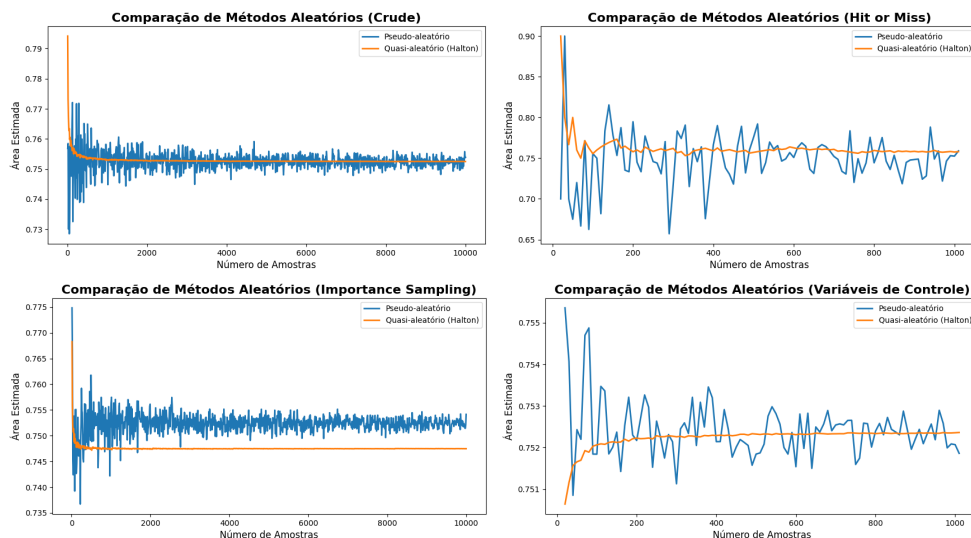 Comparação de Métodos Aleatórios (Crude)
Pseudo-aleatório
Quasi-aleatório (Halton)
0.79
0.78
0.77
0.76
0.75
0.74
0.73
Área Estimada
0
2000
4000
6000
8000
10000
Número de Amostras
Comparação de Métodos Aleatórios (Hit or Miss)
Pseudo-aleatório
Quasi-aleatório (Halton)
0.90
0.85
0.80
0.75
0.70
0.65
Área Estimada
0
200
400
600
800
1000
Número de Amostras
Comparação de Métodos Aleatórios (Importance Sampling)
Pseudo-aleatório
Quasi-aleatório (Halton)
0.775
0.770
0.765
0.760
0.755
0.750
0.745
0.740
0.735
Área Estimada
0
2000
4000
6000
8000
10000
Número de Amostras
Comparação de Métodos Aleatórios (Variáveis de Controle)
Pseudo-aleatório
Quasi-aleatório (Halton)
0.755
0.754
0.753
0.752
0.751
Área Estimada
0
200
400
600
800
1000
Número de Amostras